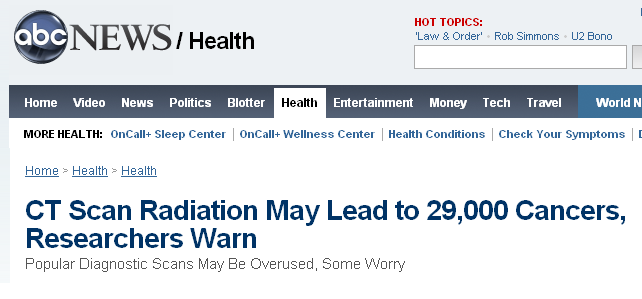 abc NEWS / Health
HOT TOPICS:
'Law & Order' • Rob Simmons • U2 Bono
Home Video News Politics Blotter Health Entertainment Money Tech Travel World N
MORE HEALTH: OnCall+ Sleep Center | OnCall+ Wellness Center | Health Conditions | Check Your Symptoms |
Home > Health > Health
CT Scan Radiation May Lead to 29,000 Cancers,
Researchers Warn
Popular Diagnostic Scans May Be Overused, Some Worry